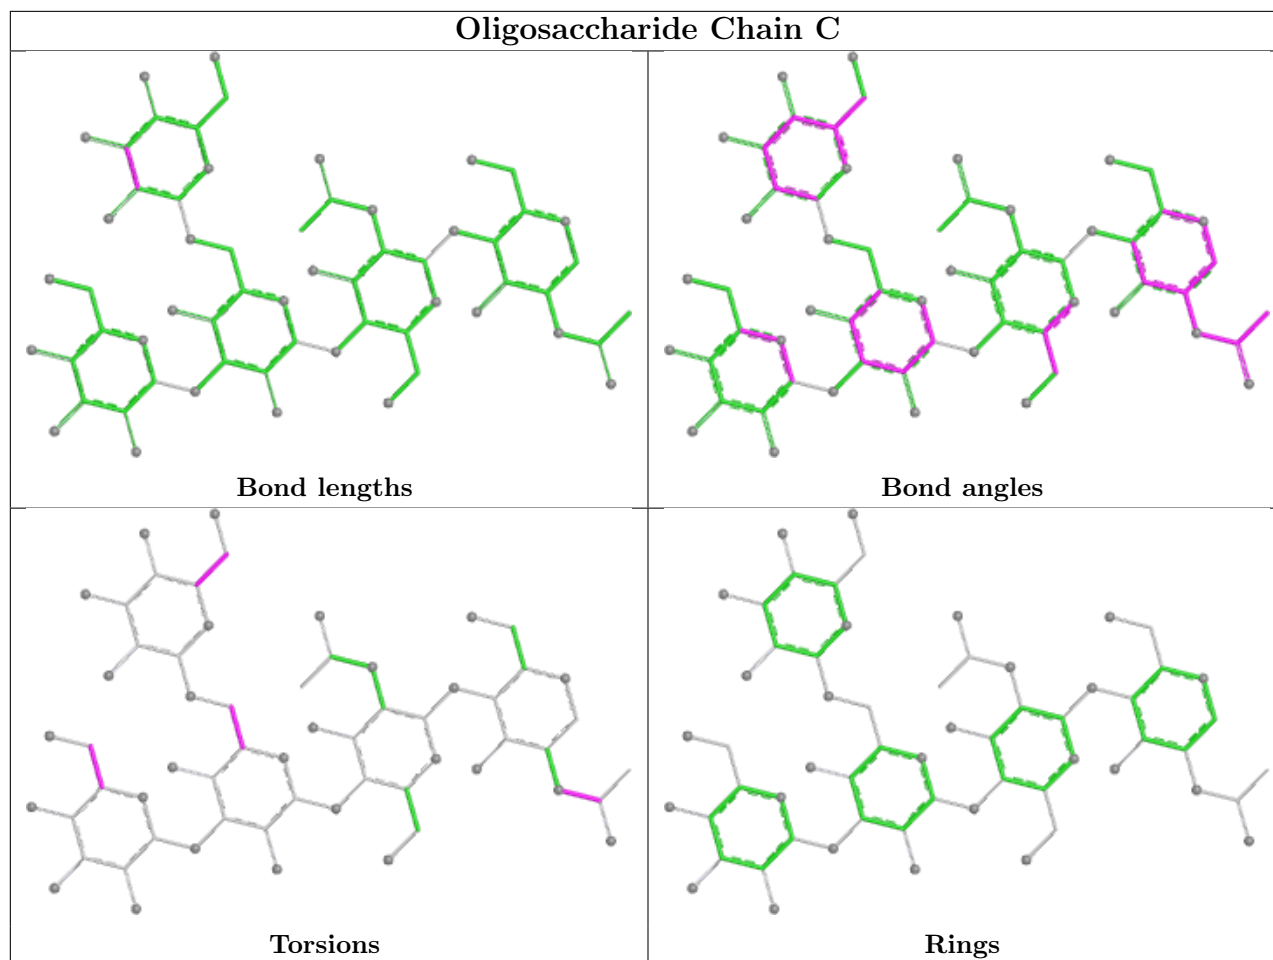 Oligosaccharide Chain C
Bond lengths
Bond angles
Torsions
Rings